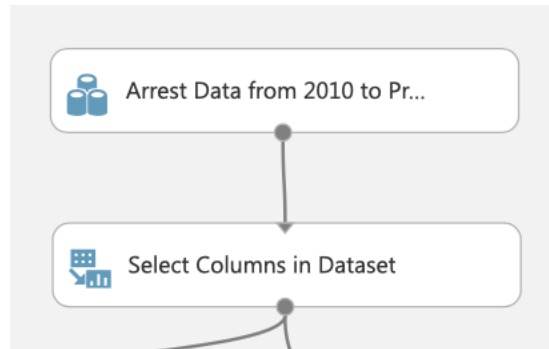 Arrest Data from 2010 to Pr...
Select Columns in Dataset